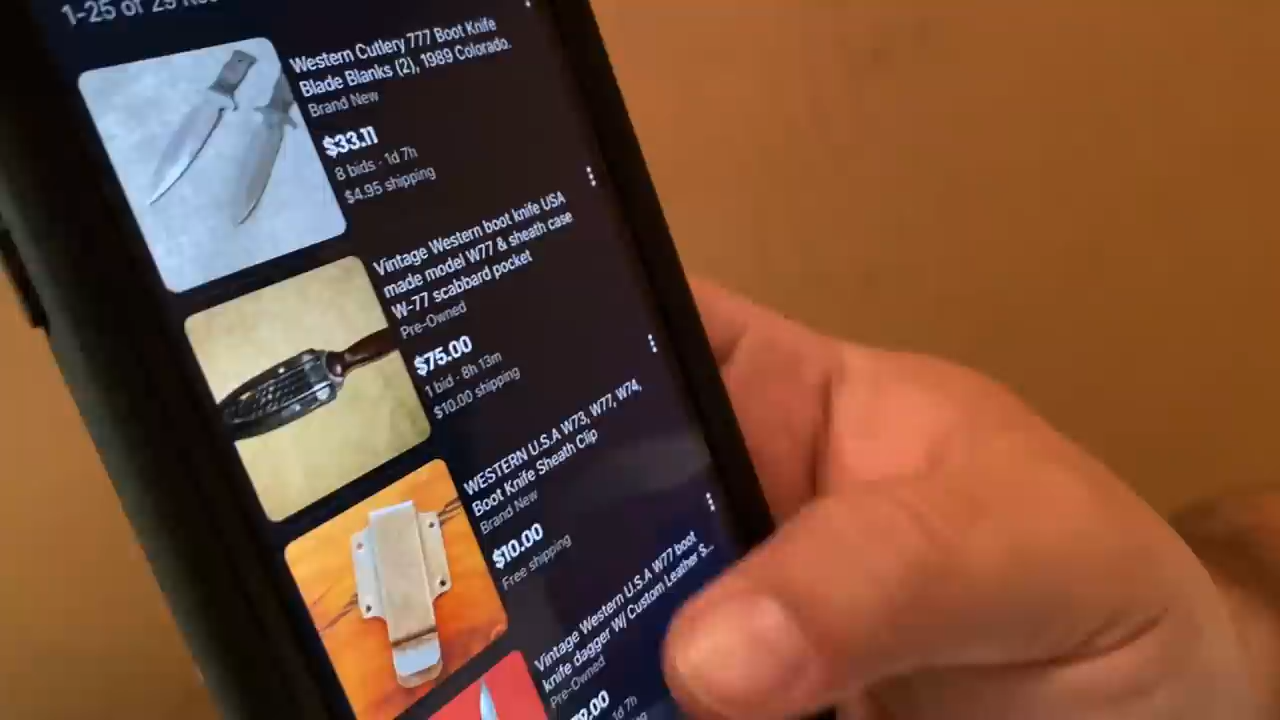 1-25 of 29
Western Cutlery 777 Boot Knife
Blade Blanks (2), 1989 Colorado.
Brand New
$33.11
8 bids · 1d 7h
$4.95 shipping
Vintage Western boot knife USA
made model W77 & sheath case
W-77 scabbard pocket
Pre-Owned
$75.00
1 bid · 8h 13m
$10.00 shipping
WESTERN U.S.A W73, W77, W74,
Boot Knife Sheath Clip
Brand New
$10.00
Free shipping
Vintage Western U.S.A W77 boot
knife dagger W/ Custom Leather S...
Pre-Owned
1d 7h